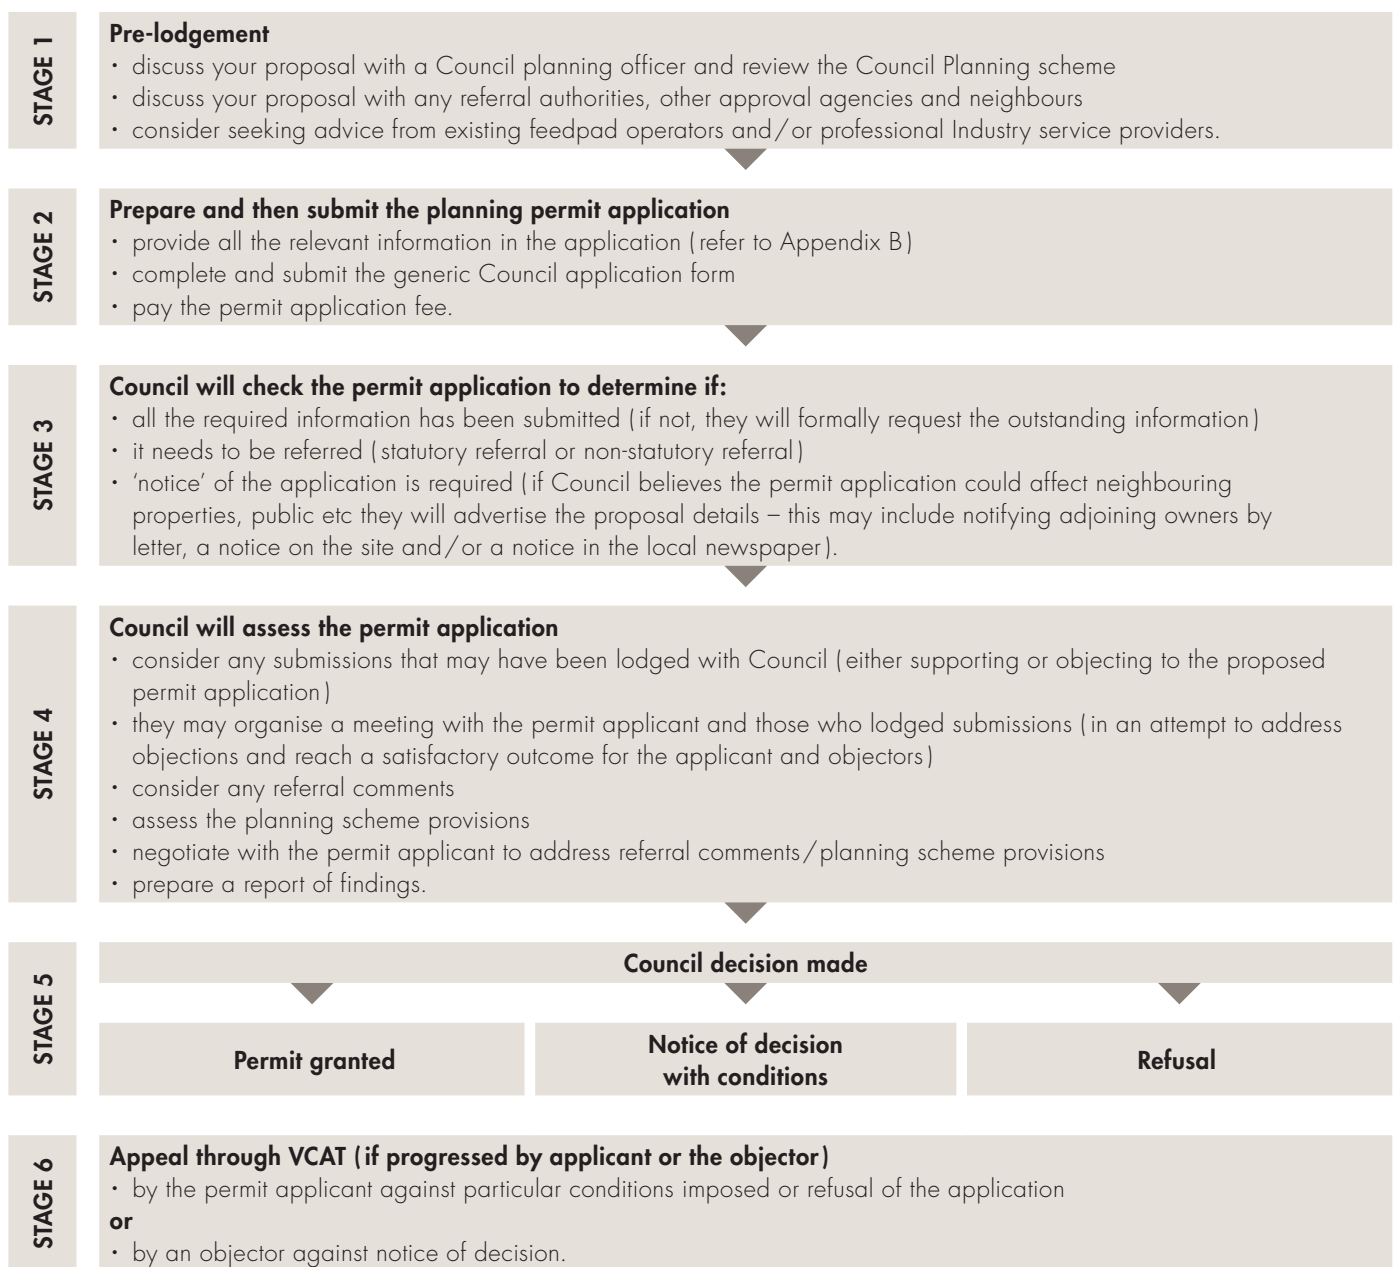 STAGE 1
Pre-lodgement
• discuss your proposal with a Council planning officer and review the Council Planning scheme
• discuss your proposal with any referral authorities, other approval agencies and neighbours
• consider seeking advice from existing feedpad operators and/or professional Industry service providers.
STAGE 2
Prepare and then submit the planning permit application
• provide all the relevant information in the application (refer to Appendix B)
• complete and submit the generic Council application form
• pay the permit application fee.
STAGE 3
Council will check the permit application to determine if:
• all the required information has been submitted (if not, they will formally request the outstanding information)
• it needs to be referred (statutory referral or non-statutory referral)
• ‘notice’ of the application is required (if Council believes the permit application could affect neighbouring
properties, public etc they will advertise the proposal details – this may include notifying adjoining owners by
letter, a notice on the site and/or a notice in the local newspaper).
STAGE 4
Council will assess the permit application
• consider any submissions that may have been lodged with Council (either supporting or objecting to the proposed
permit application)
• they may organise a meeting with the permit applicant and those who lodged submissions (in an attempt to address
objections and reach a satisfactory outcome for the applicant and objectors)
• consider any referral comments
• assess the planning scheme provisions
• negotiate with the permit applicant to address referral comments/planning scheme provisions
• prepare a report of findings.
STAGE 5
Council decision made
Permit granted
Notice of decision
with conditions
Refusal
STAGE 6
Appeal through VCAT (if progressed by applicant or the objector)
• by the permit applicant against particular conditions imposed or refusal of the application
or
• by an objector against notice of decision.